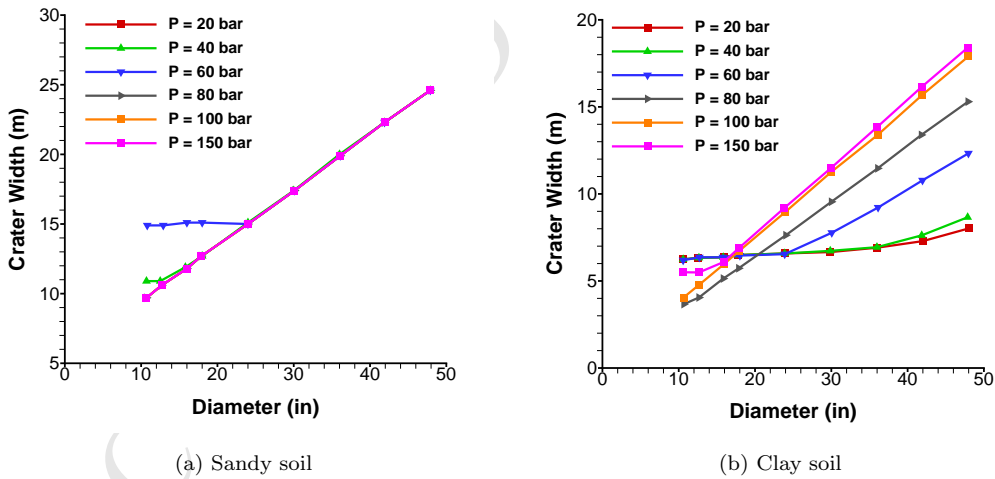 30
25
20
15
10
5
0
10
20
30
40
50
Crater Width (m)
Diameter (in)
P = 20 bar
P = 40 bar
P = 60 bar
P = 80 bar
P = 100 bar
P = 150 bar
(a) Sandy soil
20
15
10
5
0
0
10
20
30
40
50
Crater Width (m)
Diameter (in)
P = 20 bar
P = 40 bar
P = 60 bar
P = 80 bar
P = 100 bar
P = 150 bar
(b) Clay soil